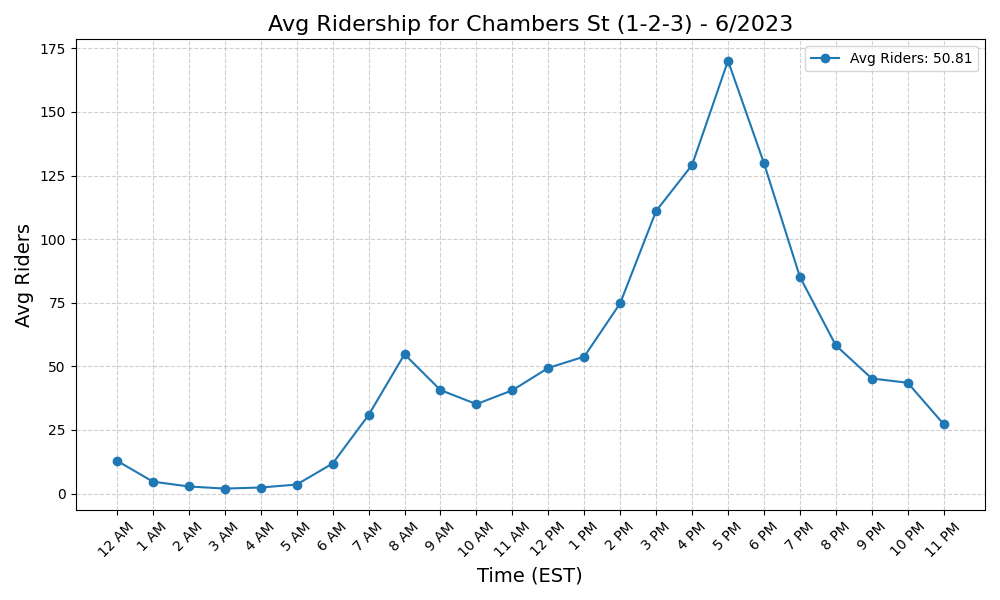 Avg Ridership for Chambers St (1-2-3) - 6/2023
Avg Riders: 50.81
Avg Riders
175
150
125
100
75
50
25
0
12 AM
1 AM
2 AM
3 AM
4 AM
5 AM
6 AM
7 AM
8 AM
9 AM
10 AM
11 AM
12 PM
1 PM
2 PM
3 PM
4 PM
5 PM
6 PM
7 PM
8 PM
9 PM
10 PM
11 PM
Time (EST)